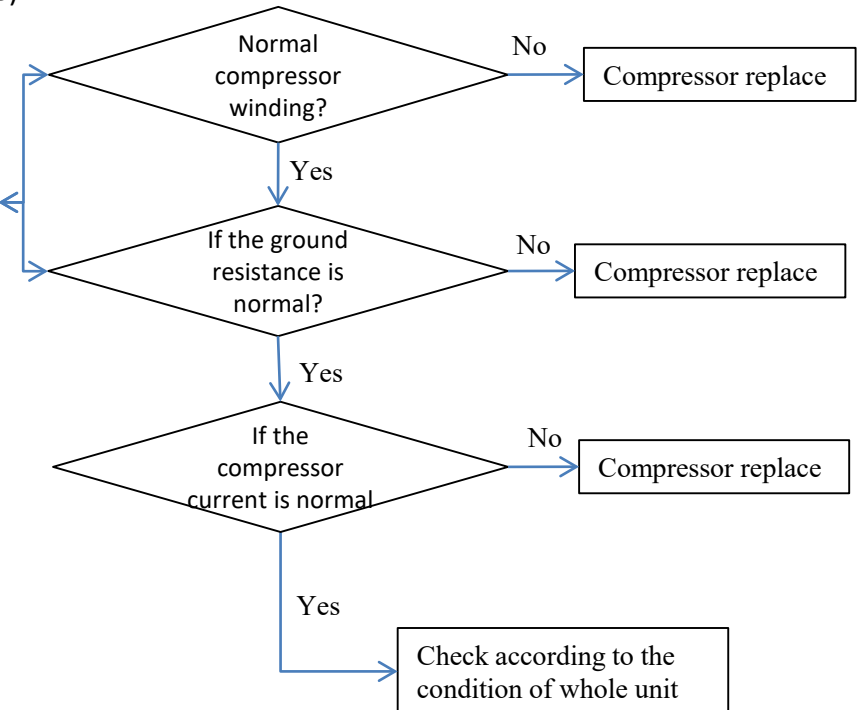 Normal
compressor
winding?
No
Compressor replace
Yes
If the ground
resistance is
normal?
No
Compressor replace
Yes
If the
compressor
current is normal
No
Compressor replace
Yes
Check according to the
condition of whole unit